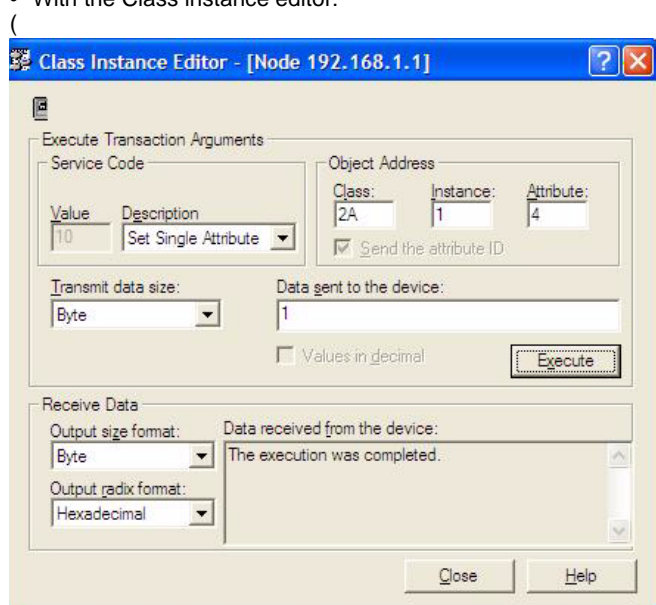 • With the Class instance editor.
(
Class Instance Editor - [Node 192.168.1.1]
Execute Transaction Arguments
Service Code
Object Address
Value Description
Class: Instance: Attribute:
10 Set Single Attribute
2A 1 4
Send the attribute ID
Transmit data size: Data sent to the device:
Byte 1
Values in decimal Execute
Receive Data
Output size format: Data received from the device:
Byte The execution was completed.
Output radix format:
Hexadecimal
Close Help